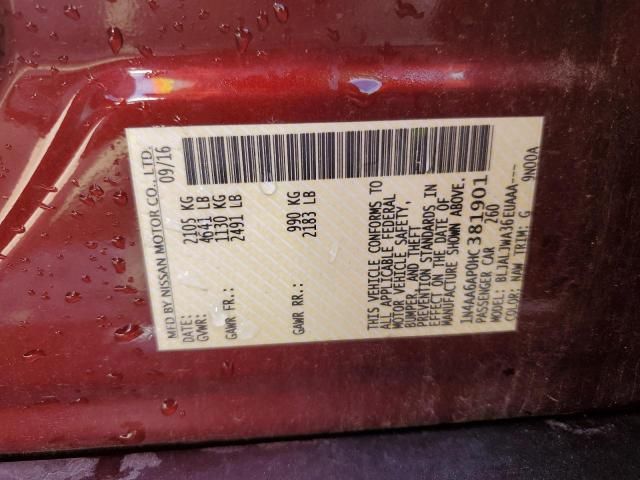 MFD BY NISSAN MOTOR CO., LTD.
DATE: 09/16
GVWR: 2105 KG
4641 LB
GAWR FR: 1130 KG
2491 LB
GAWR RR: 990 KG
2183 LB
THIS VEHICLE CONFORMS TO
ALL APPLICABLE FEDERAL
MOTOR VEHICLE SAFETY,
BUMPER, AND THEFT
PREVENTION STANDARDS IN
EFFECT ON THE DATE OF
MANUFACTURE SHOWN ABOVE.
1N4AA6AP0HC381901
PASSENGER CAR Z60
MODEL: BLJALJWA36EUAAA---
COLOR: NAW TRIM: G 9N00A